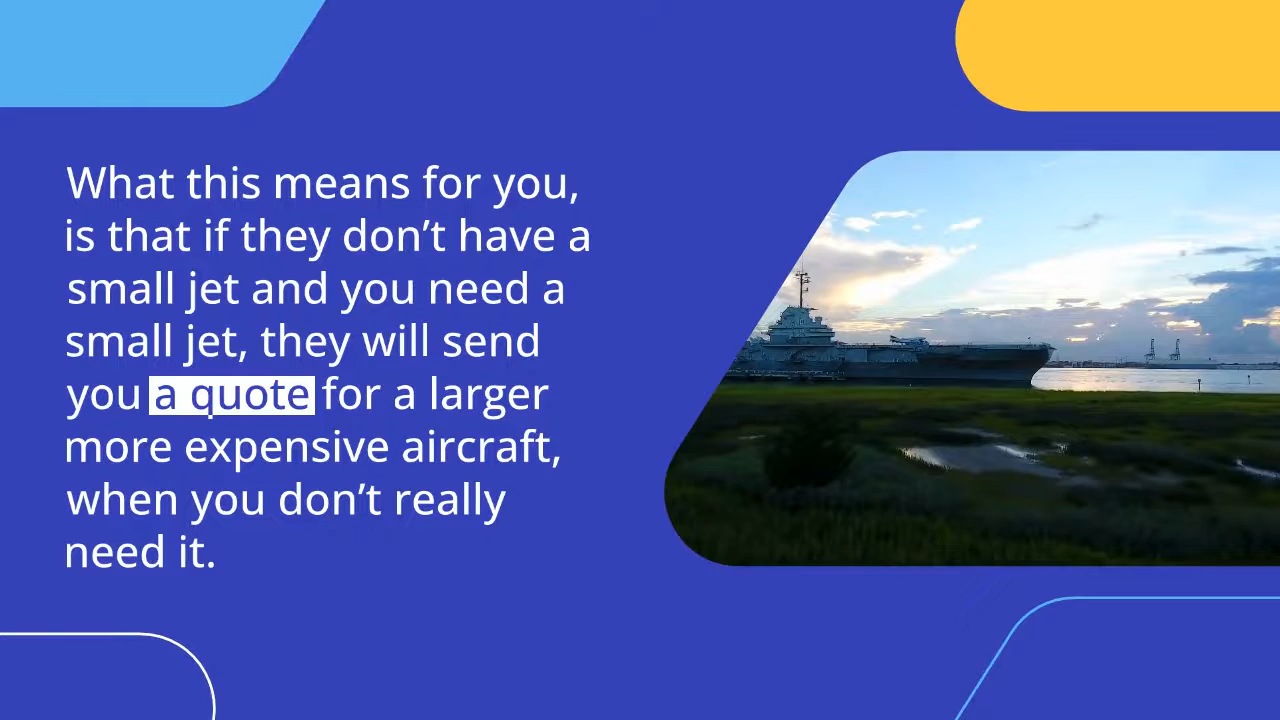 What this means for you,
is that if they don’t have a
small jet and you need a
small jet, they will send
you a quote for a larger
more expensive aircraft,
when you don’t really
need it.